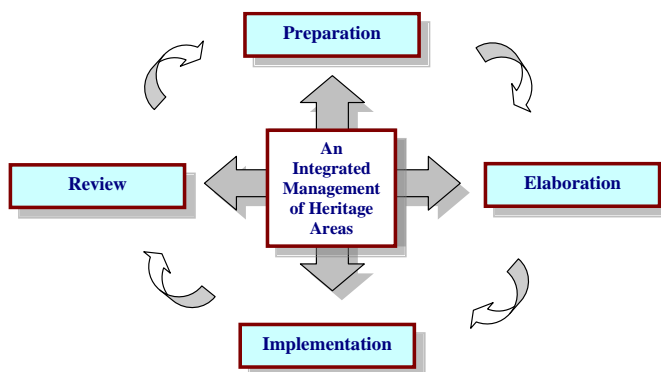 Preparation
An
Integrated
Management
of Heritage
Areas
Review
Elaboration
Implementation